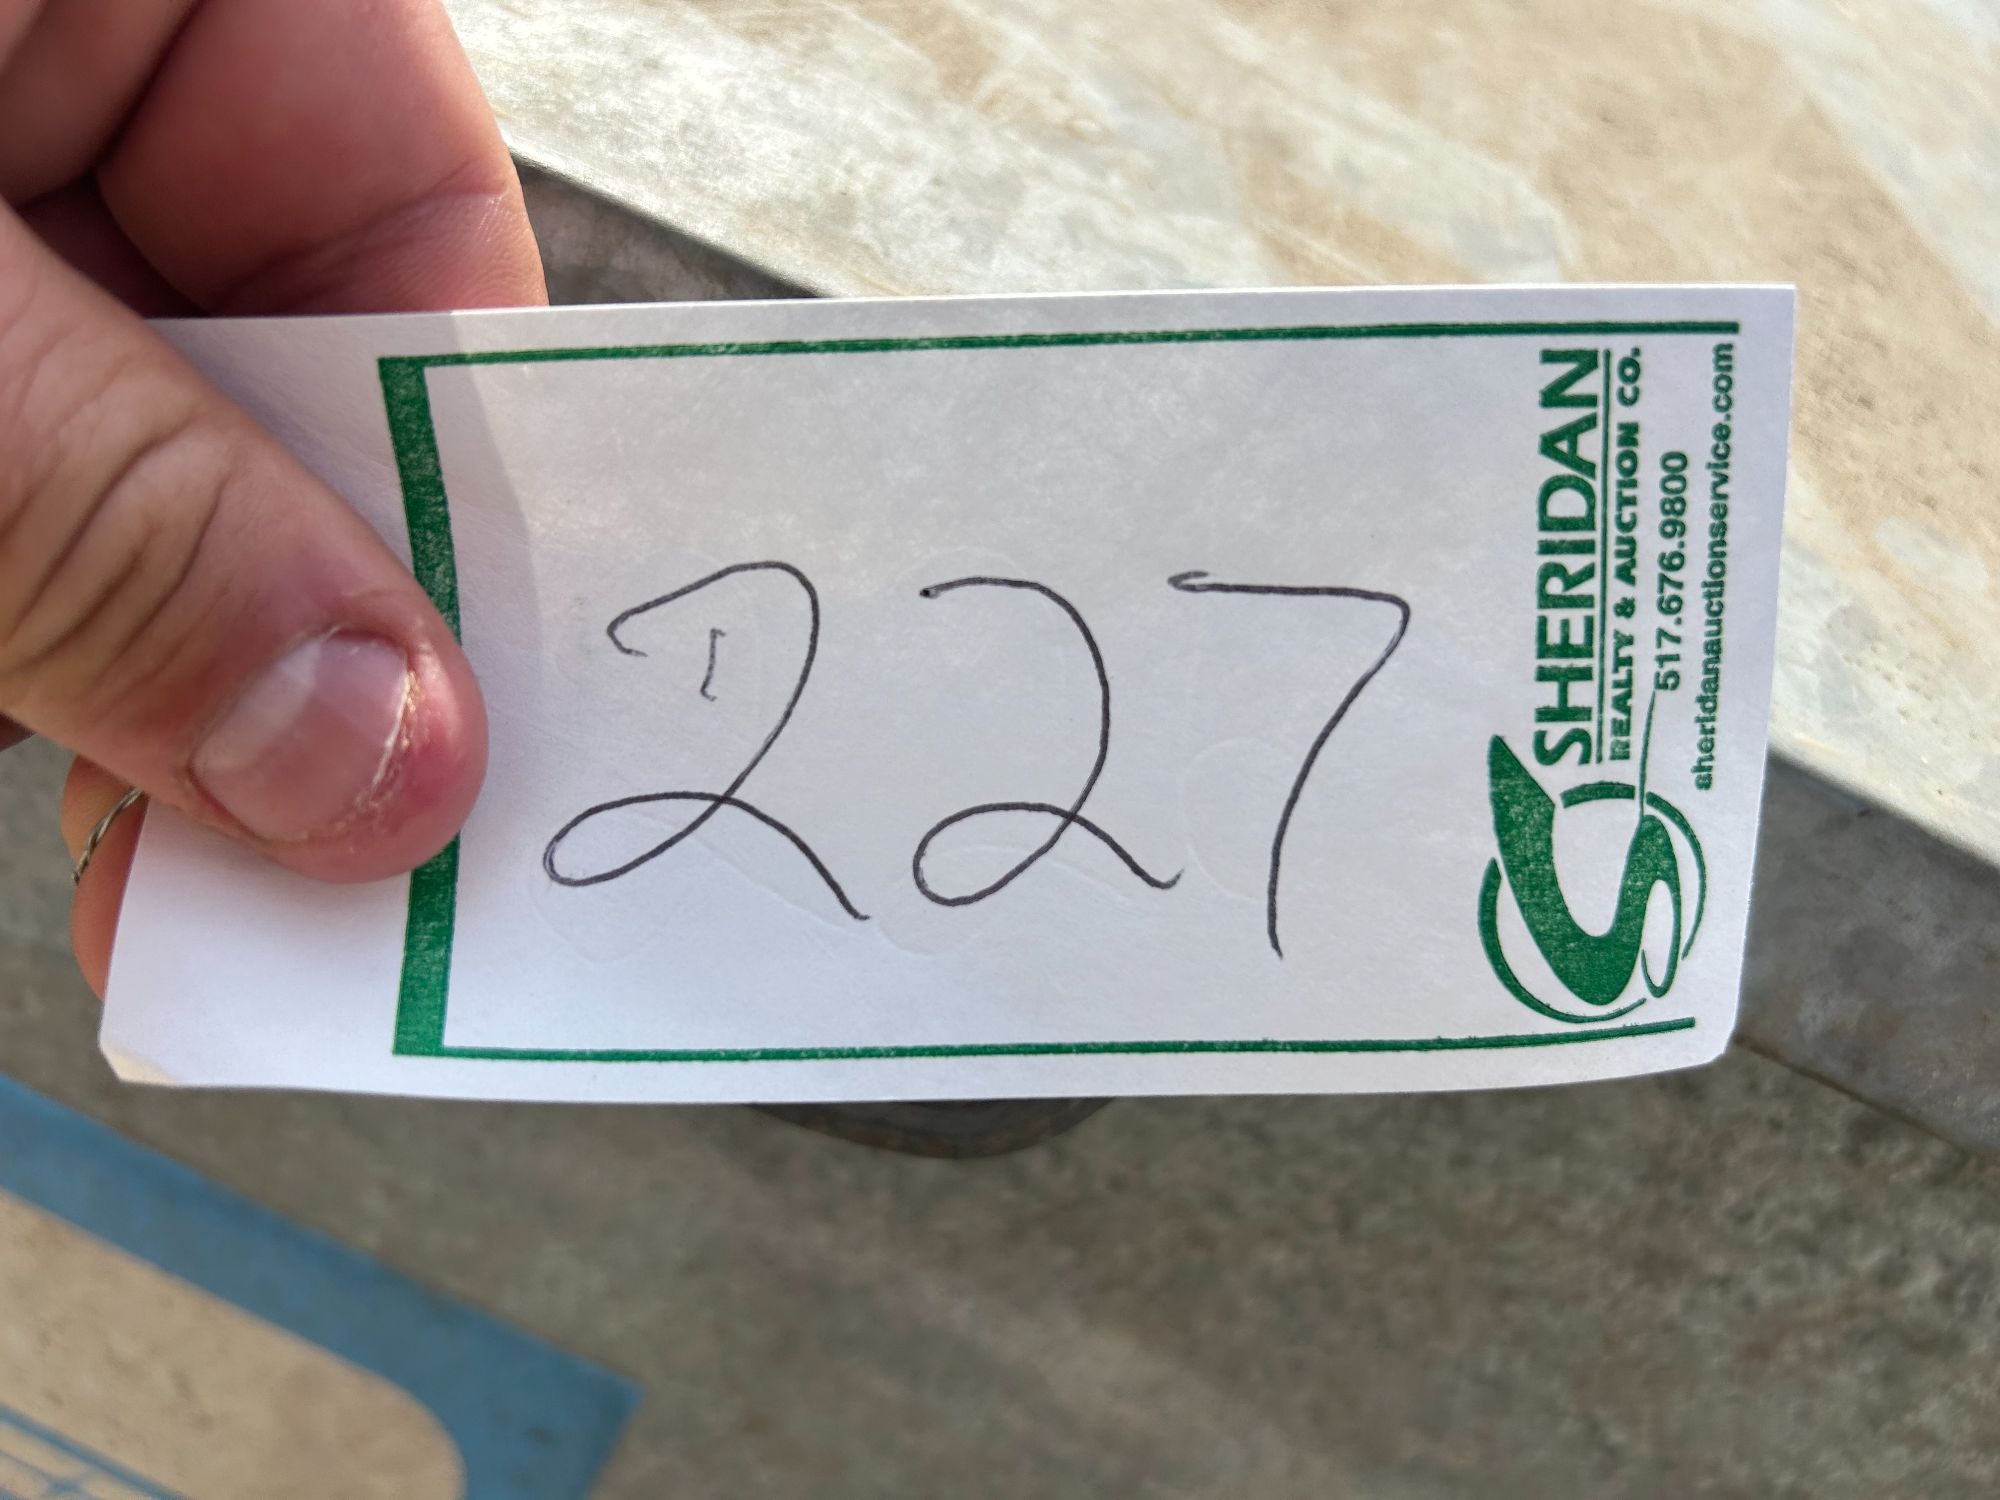 227
SHERIDAN
REALTY & AUCTION CO.
517.676.9800
sheridanauctionservice.com